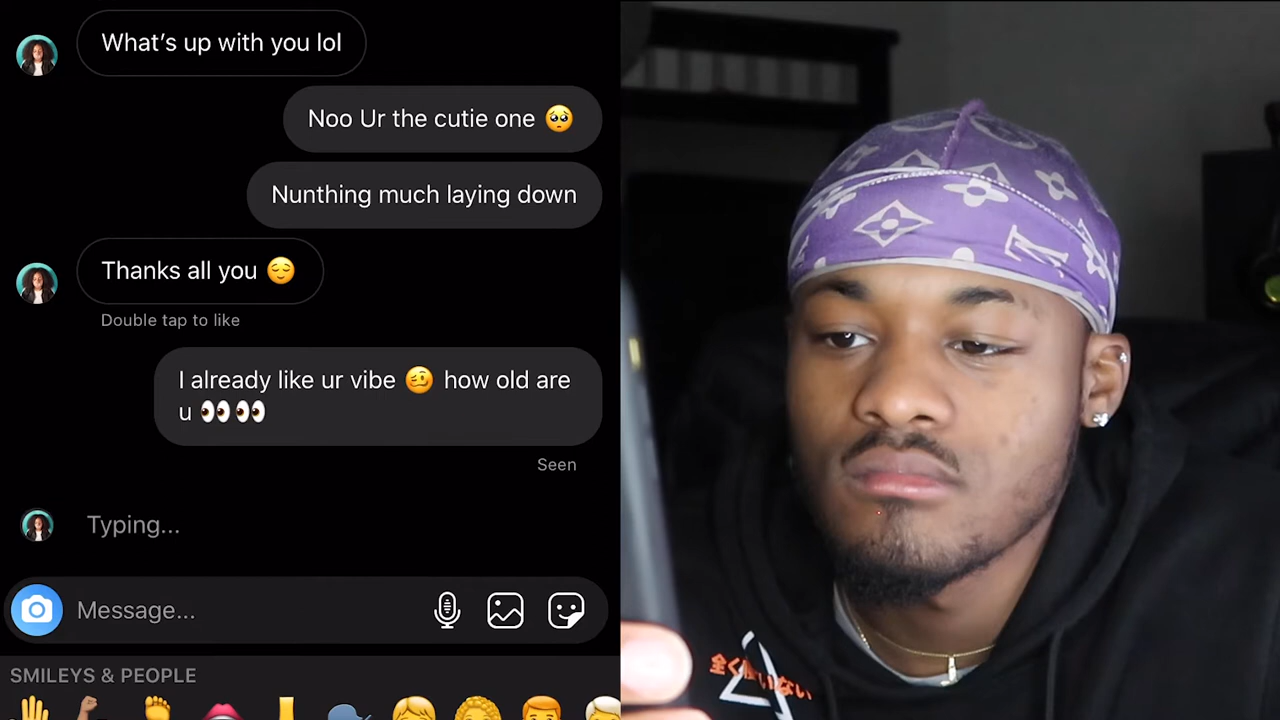 What's up with you lol
Noo Ur the cutie one 🥺
Nunthing much laying down
Thanks all you 😌
Double tap to like
I already like ur vibe 🥴 how old are
u 👀👀
Seen
Typing...
Message...
SMILEYS & PEOPLE